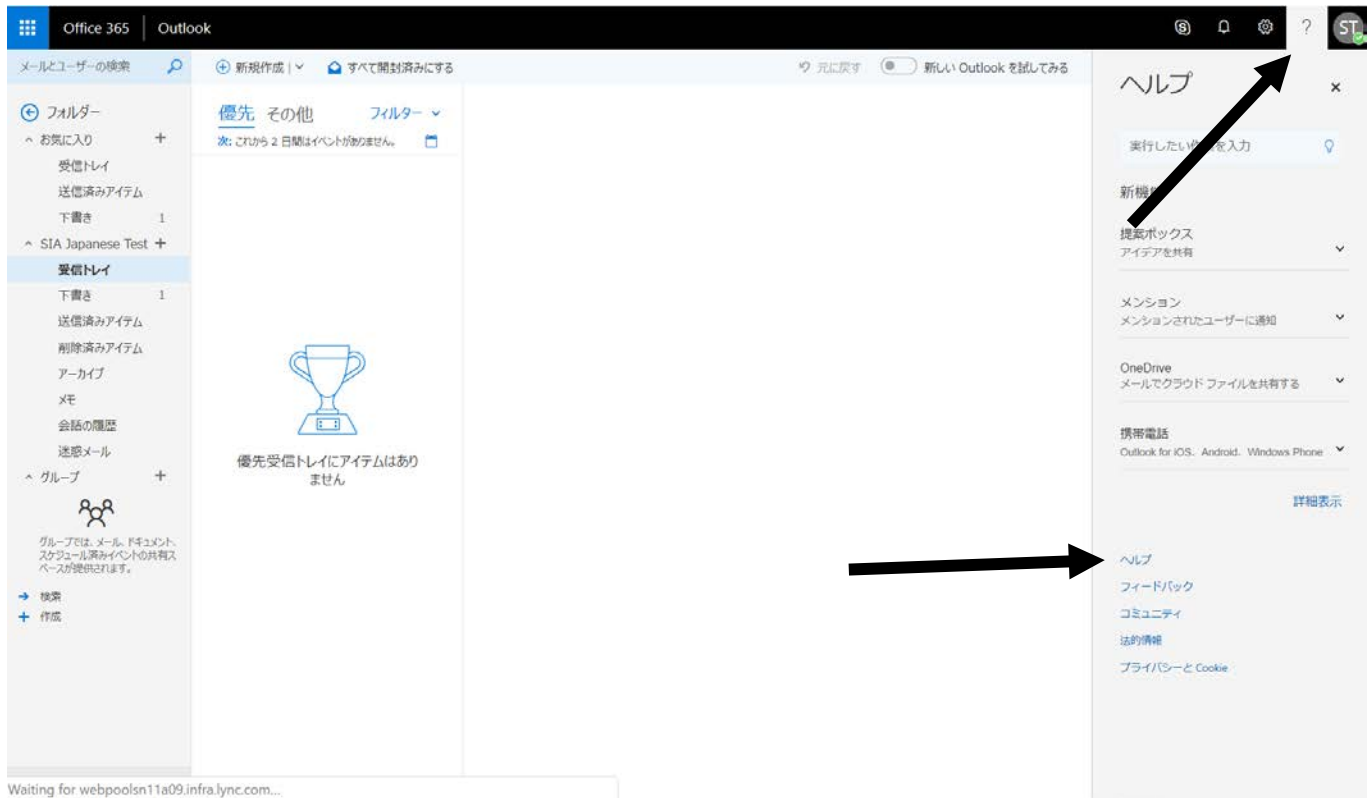 Office 365
Outlook
?
ST
メールとユーザーの検索
新規作成
すべて開封済みにする
元に戻す
新しい Outlook を試してみる
フォルダー
お気に入り
受信トレイ
送信済みアイテム
下書き 1
SIA Japanese Test
受信トレイ
下書き 1
送信済みアイテム
削除済みアイテム
アーカイブ
メモ
会話の履歴
迷惑メール
グループ
グループでは、メール、ドキュメント、
スケジュール済みイベントの共有ス
ペースが提供されます。
検索
作成
優先 その他 フィルター
次: これから 2 日間はイベントがありません。
優先受信トレイにアイテムはあり
ません
ヘルプ
実行したい を入力
提案ボックス
アイデアを共有
メンション
メンションされたユーザーに通知
OneDrive
メールでクラウド ファイルを共有する
携帯電話
Outlook for iOS、Android、Windows Phone
詳細表示
ヘルプ
フィードバック
コミュニティ
法的情報
プライバシーと Cookie
Waiting for webpoolsn11a09.infra.lync.com...